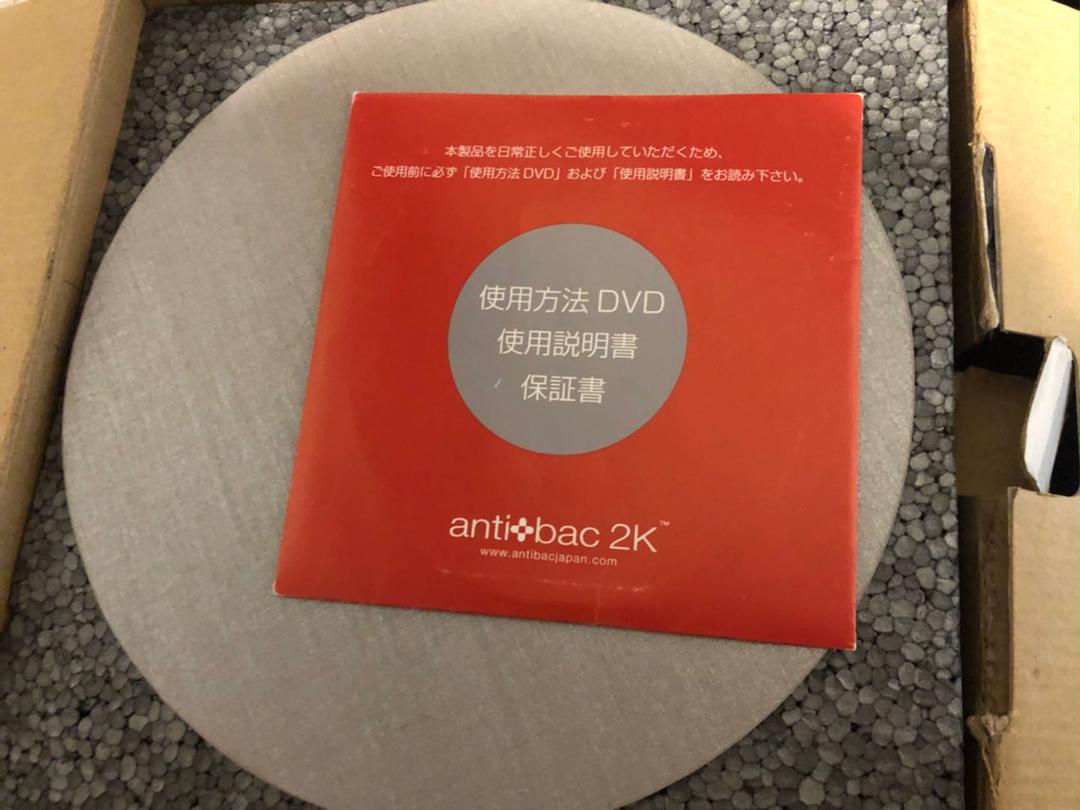 本製品を日常正しくご使用していただくため、
ご使用前に必ず「使用方法 DVD」および「使用説明書」をお読み下さい。
使用方法 DVD
使用説明書
保証書
anti bac 2K™
www.antibacjapan.com